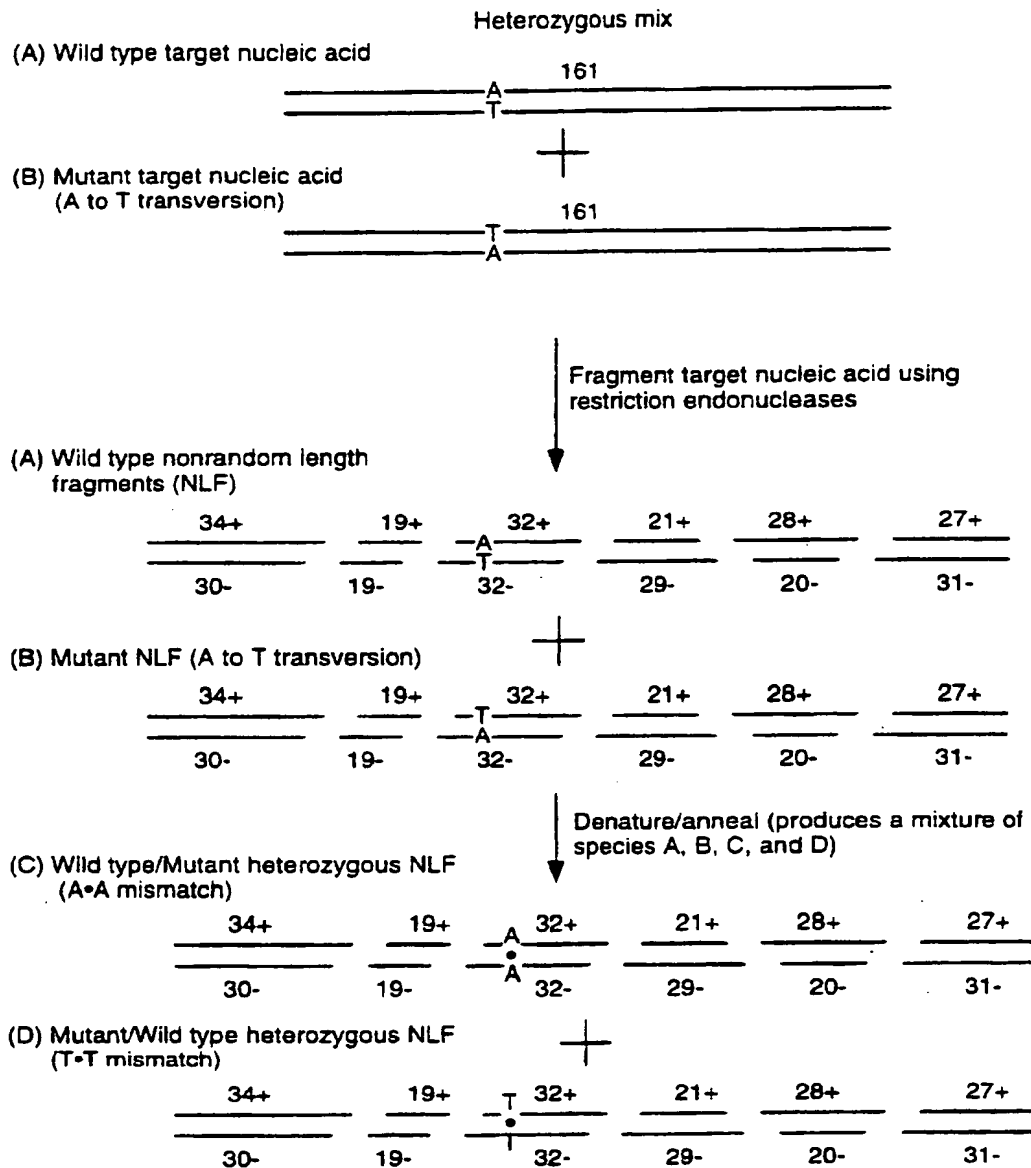 Heterozygous mix
(A) Wild type target nucleic acid
161
A
T
(B) Mutant target nucleic acid
(A to T transversion)
161
T
A
Fragment target nucleic acid using
restriction endonucleases
(A) Wild type nonrandom length
fragments (NLF)
34+ 19+ 32+ 21+ 28+ 27+
A
T
30- 19- 32- 29- 20- 31-
(B) Mutant NLF (A to T transversion)
34+ 19+ 32+ 21+ 28+ 27+
T
A
30- 19- 32- 29- 20- 31-
Denature/anneal (produces a mixture of
species A, B, C, and D)
(C) Wild type/Mutant heterozygous NLF
(A•A mismatch)
34+ 19+ 32+ 21+ 28+ 27+
A
A
30- 19- 32- 29- 20- 31-
(D) Mutant/Wild type heterozygous NLF
(T•T mismatch)
34+ 19+ 32+ 21+ 28+ 27+
T
T
30- 19- 32- 29- 20- 31-